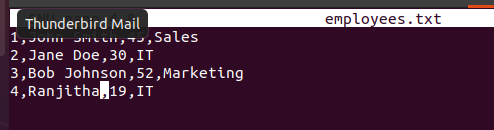 Thunderbird Mail
employees.txt
1,John Smith, ,Sales
2,Jane Doe,30,IT
3,Bob Johnson,52,Marketing
4,Ranjitha,19,IT